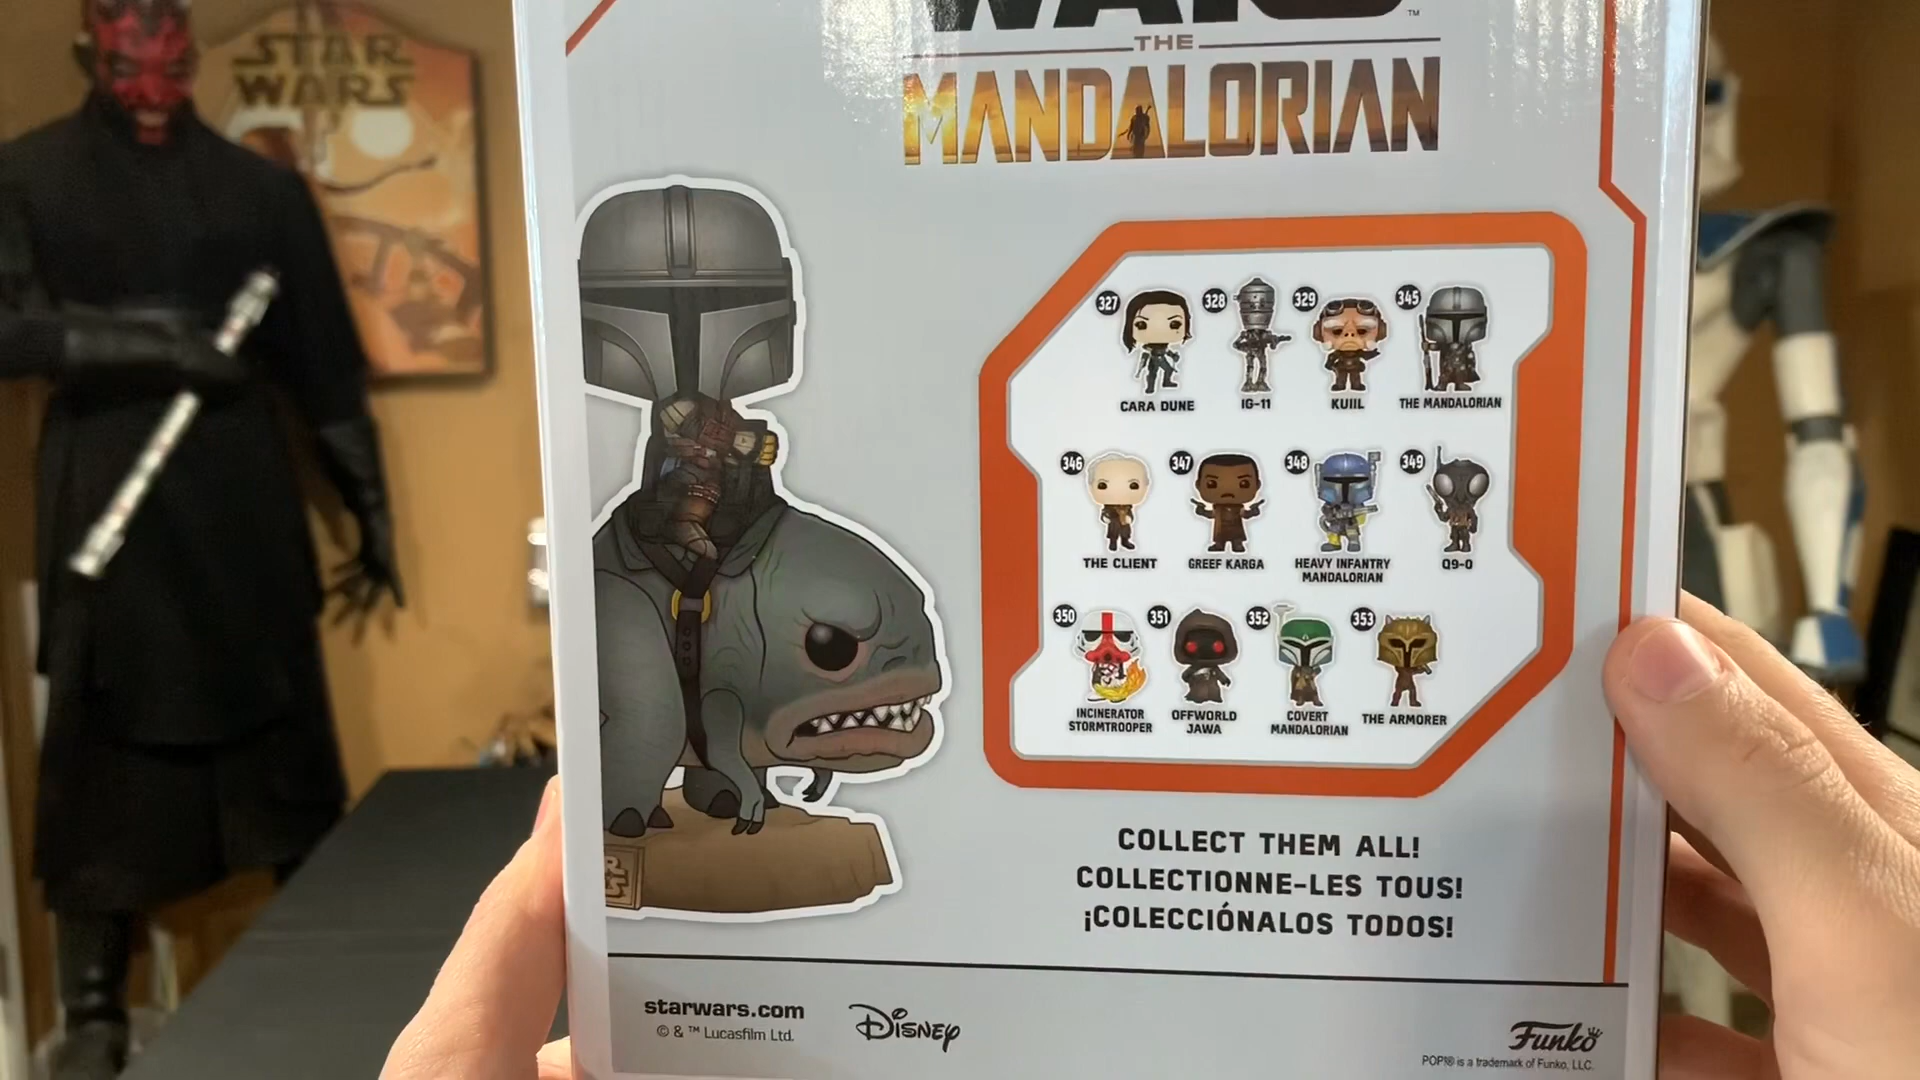 STAR
WARS
WARS
™
THE
MANDALORIAN
327
328
329
345
CARA DUNE
IG-11
KUIIL
THE MANDALORIAN
346
347
348
349
THE CLIENT
GREEF KARGA
HEAVY INFANTRY
MANDALORIAN
Q9-0
350
351
352
353
INCINERATOR
STORMTROOPER
OFFWORLD
JAWA
COVERT
MANDALORIAN
THE ARMORER
COLLECT THEM ALL!
COLLECTIONNE-LES TOUS!
¡COLECCIÓNALOS TODOS!
starwars.com
© & ™ Lucasfilm Ltd.
Disney
Funko
POP!® is a trademark of Funko, LLC.